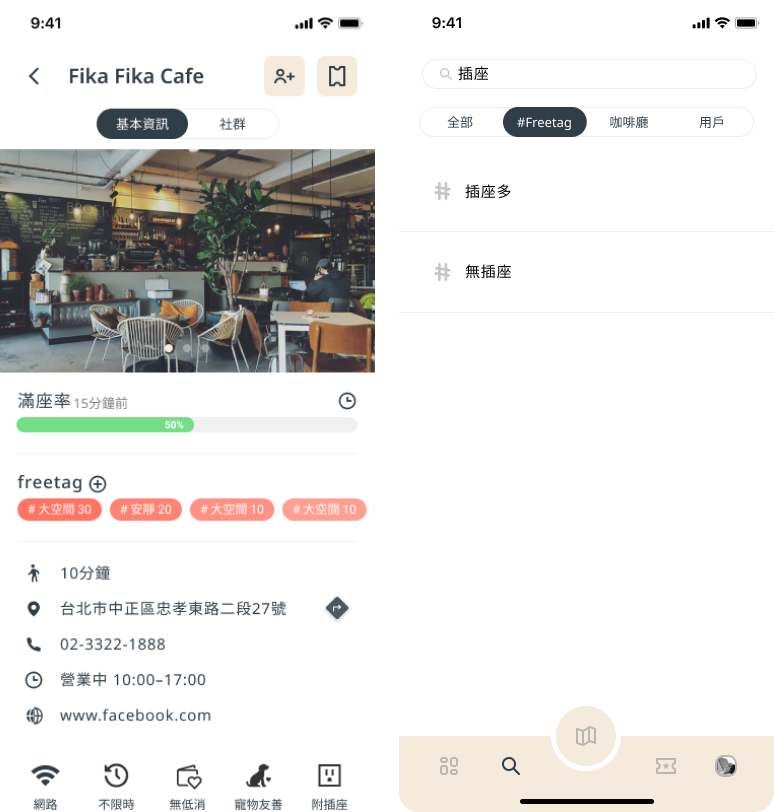 9:41
Fika Fika Cafe
基本資訊 社群
滿座率 15分鐘前
50%
freetag
# 大空間 30 # 安靜 20 # 大空間 10 # 大空間 10
10分鐘
台北市中正區忠孝東路二段27號
02-3322-1888
營業中 10:00–17:00
www.facebook.com
網路 不限時 無低消 寵物友善 附插座
9:41
插座
全部 #Freetag 咖啡廳 用戶
# 插座多
# 無插座